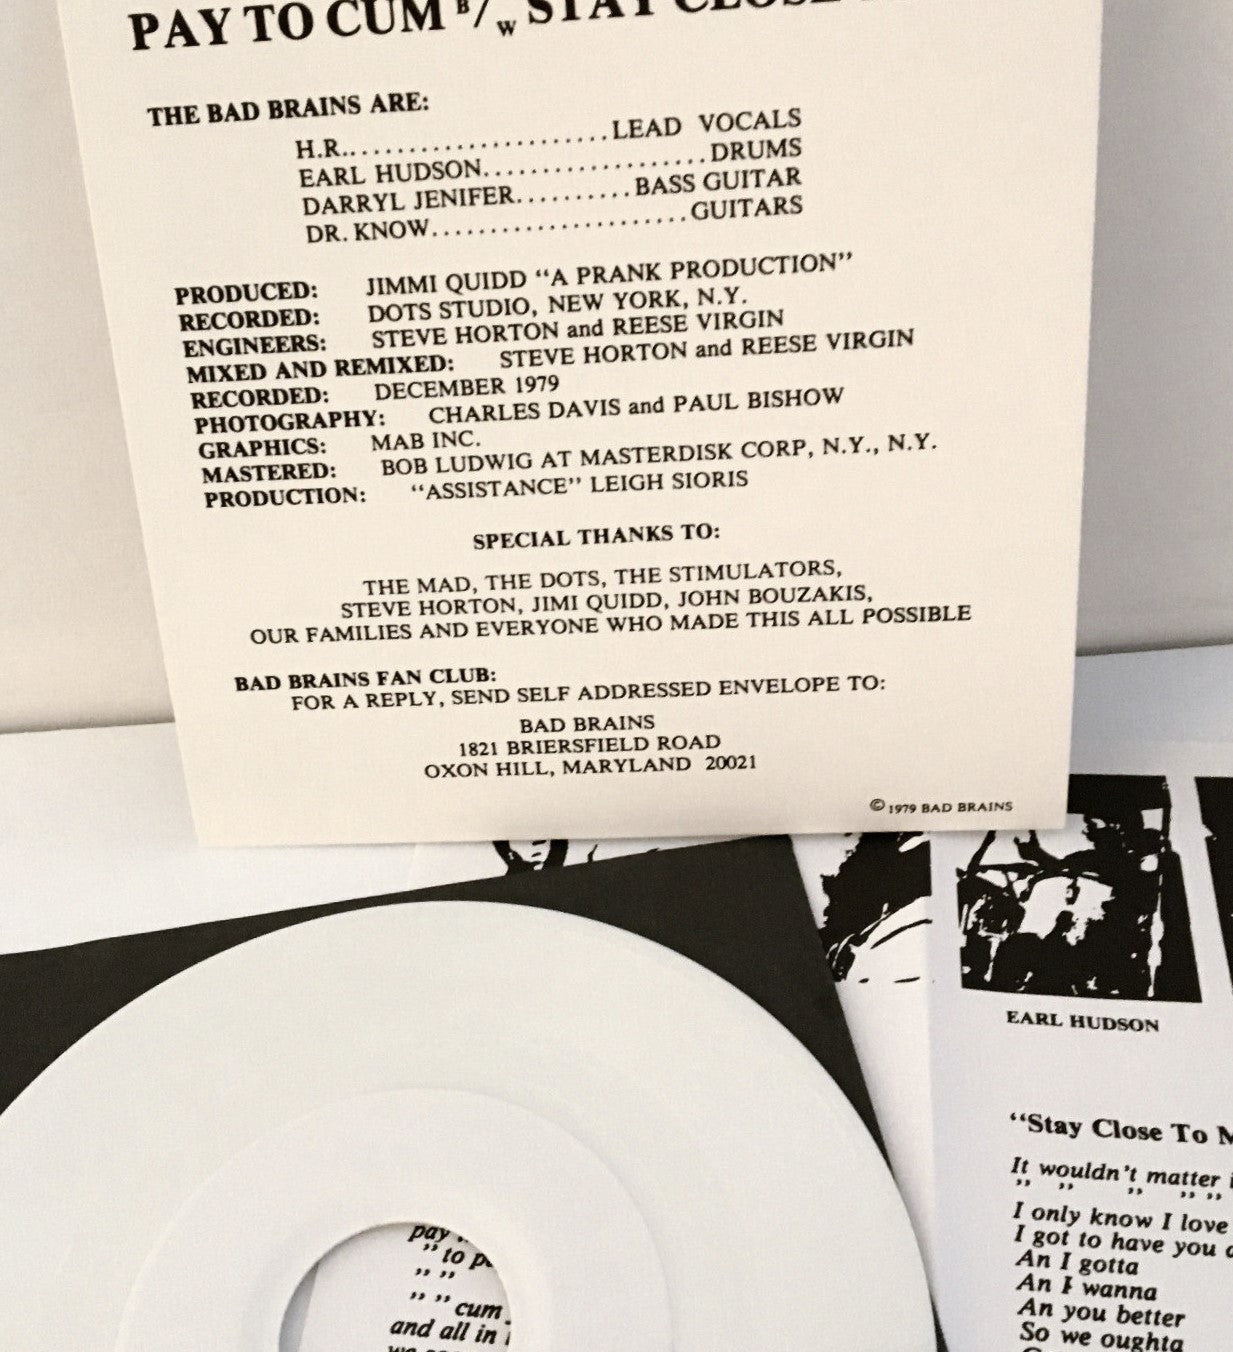 PAY TO CUM B/W STAY CLOSE
THE BAD BRAINS ARE:
H.R.......................LEAD VOCALS
EARL HUDSON...................DRUMS
DARRYL JENIFER..........BASS GUITAR
DR. KNOW......................GUITARS
PRODUCED: JIMMI QUIDD “A PRANK PRODUCTION”
RECORDED: DOTS STUDIO, NEW YORK, N.Y.
ENGINEERS: STEVE HORTON and REESE VIRGIN
MIXED AND REMIXED: STEVE HORTON and REESE VIRGIN
RECORDED: DECEMBER 1979
PHOTOGRAPHY: CHARLES DAVIS and PAUL BISHOW
GRAPHICS: MAB INC.
MASTERED: BOB LUDWIG AT MASTERDISK CORP, N.Y., N.Y.
PRODUCTION: “ASSISTANCE” LEIGH SIORIS
SPECIAL THANKS TO:
THE MAD, THE DOTS, THE STIMULATORS,
STEVE HORTON, JIMI QUIDD, JOHN BOUZAKIS,
OUR FAMILIES AND EVERYONE WHO MADE THIS ALL POSSIBLE
BAD BRAINS FAN CLUB:
FOR A REPLY, SEND SELF ADDRESSED ENVELOPE TO:
BAD BRAINS
1821 BRIERSFIELD ROAD
OXON HILL, MARYLAND 20021
© 1979 BAD BRAINS
EARL HUDSON
“Stay Close To M
It wouldn't matter i
” ” ” ” ”
I only know I love
I got to have you
An I gotta
An I wanna
An you better
So we oughta
pay
” to p
” ”
” ” cum
and all in